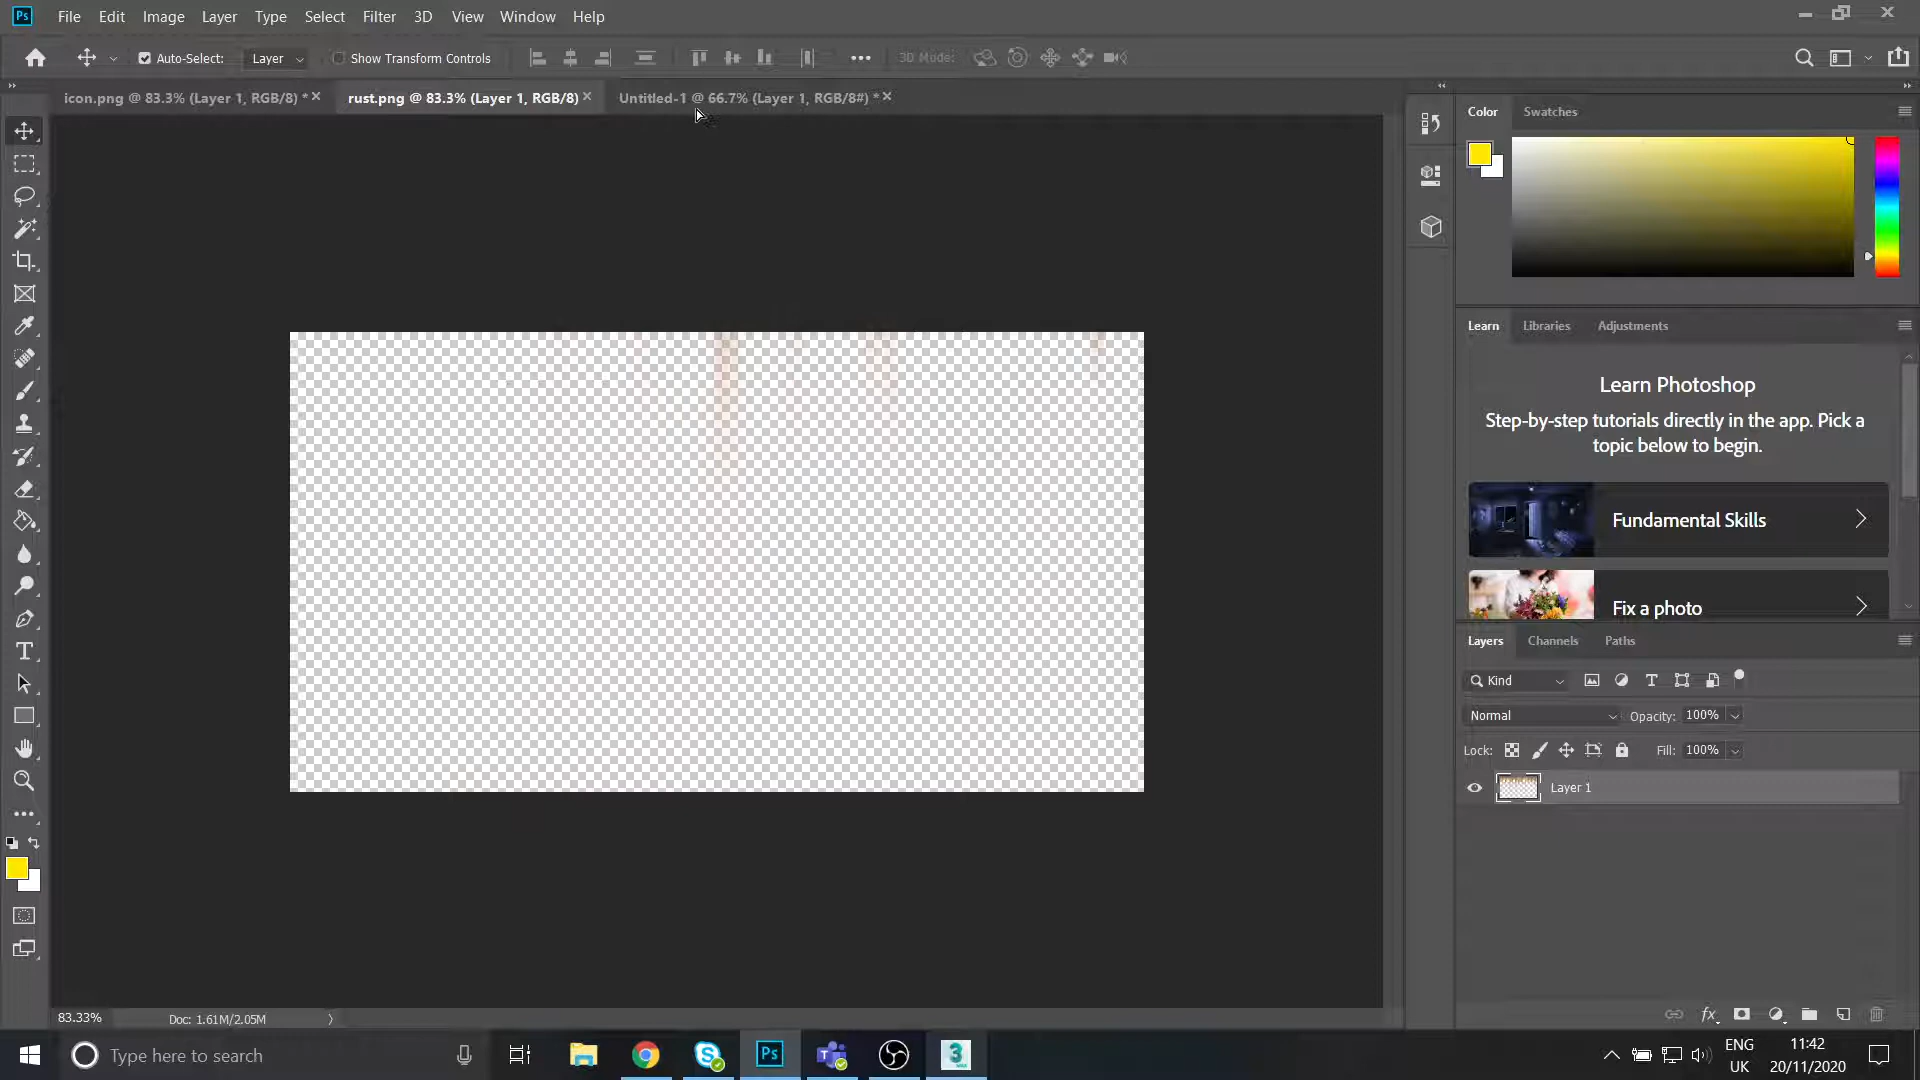 Ps File Edit Image Layer Type Select Filter 3D View Window Help
Auto-Select: Layer Show Transform Controls 3D Mode:
icon.png @ 83.3% (Layer 1, RGB/8) * rust.png @ 83.3% (Layer 1, RGB/8) Untitled-1 @ 66.7% (Layer 1, RGB/8#) *
Color Swatches
Learn Libraries Adjustments
Learn Photoshop
Step-by-step tutorials directly in the app. Pick a
topic below to begin.
Fundamental Skills
Fix a photo
Layers Channels Paths
Kind
Normal Opacity: 100%
Lock: Fill: 100%
Layer 1
83.33% Doc: 1.61M/2.05M
fx
Type here to search
Ps
3
ENG
UK
11:42
20/11/2020